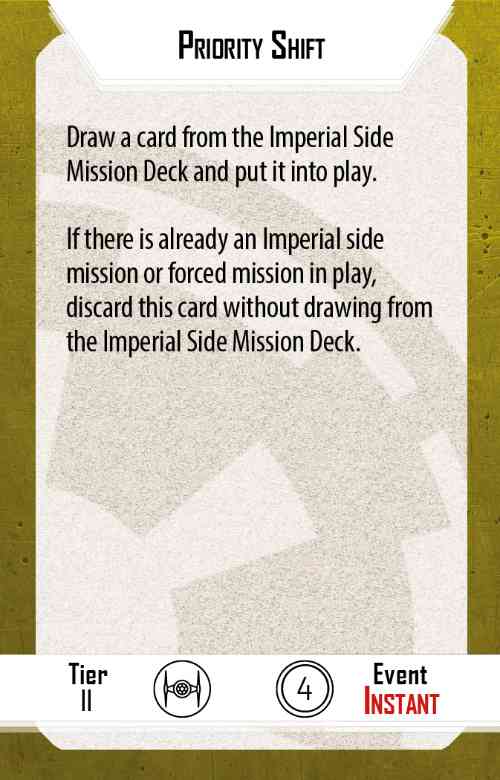 Priority Shift
Draw a card from the Imperial Side
Mission Deck and put it into play.
If there is already an Imperial side
mission or forced mission in play,
discard this card without drawing from
the Imperial Side Mission Deck.
Tier
II
4
Event
Instant